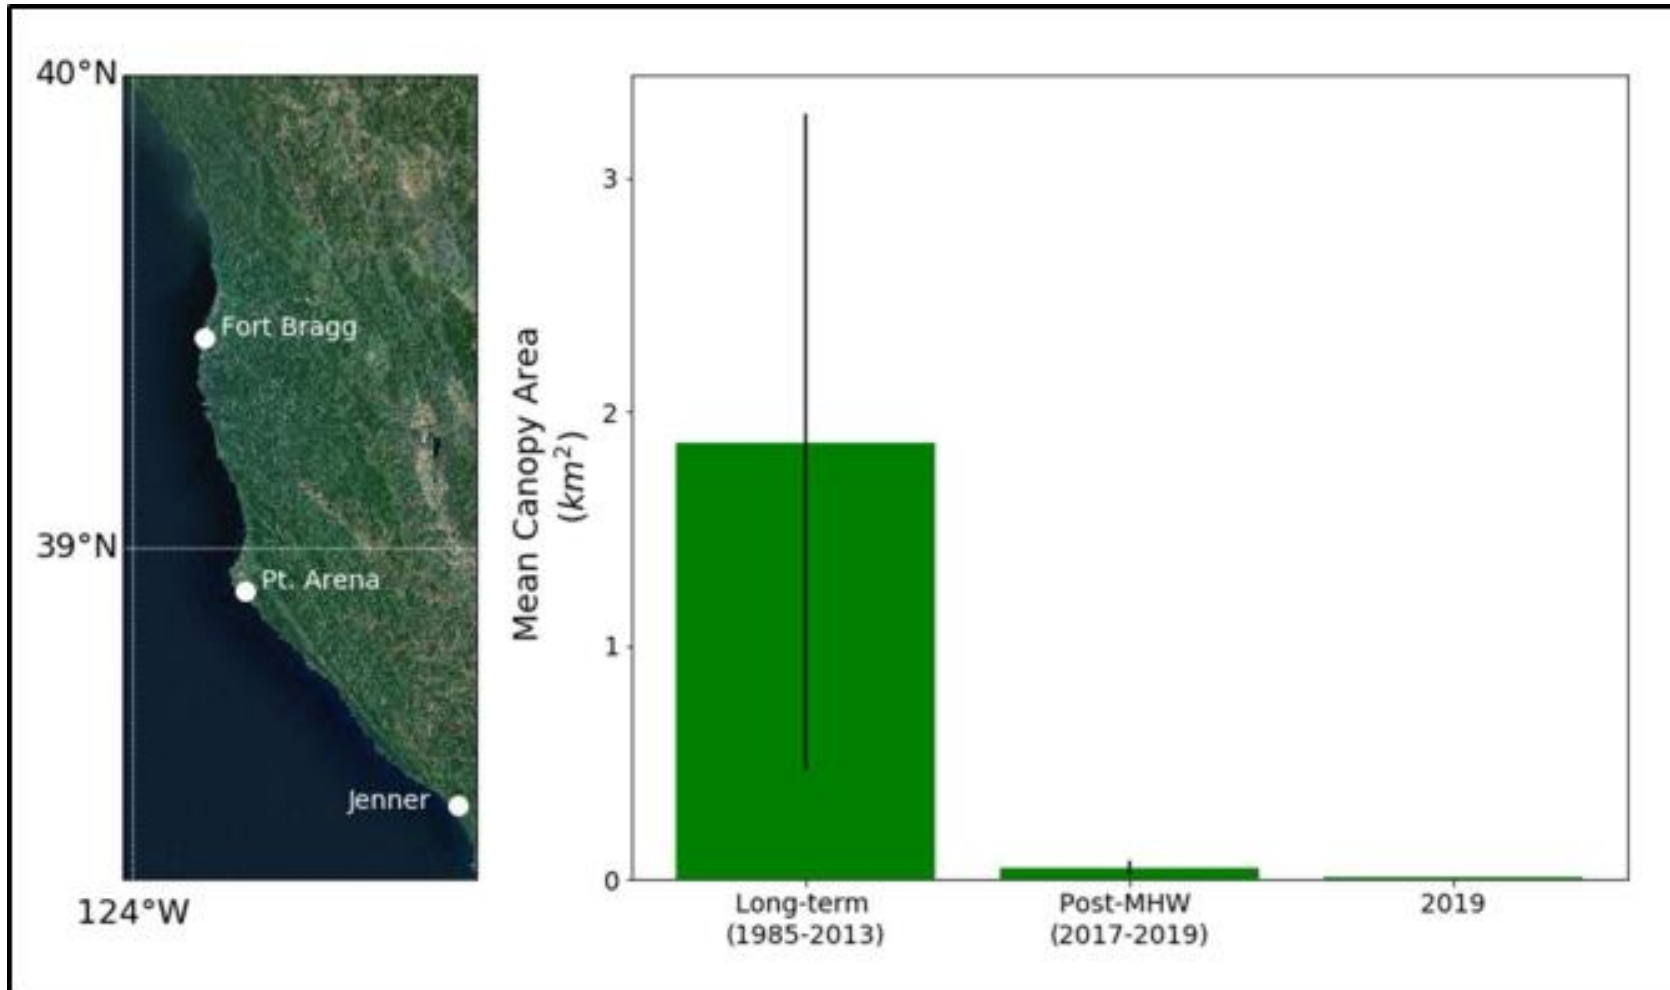 40°N
Fort Bragg
39°N
Pt. Arena
Jenner
124°W
Mean Canopy Area
(km²)
3
2
1
0
Long-term
(1985-2013)
Post-MHW
(2017-2019)
2019